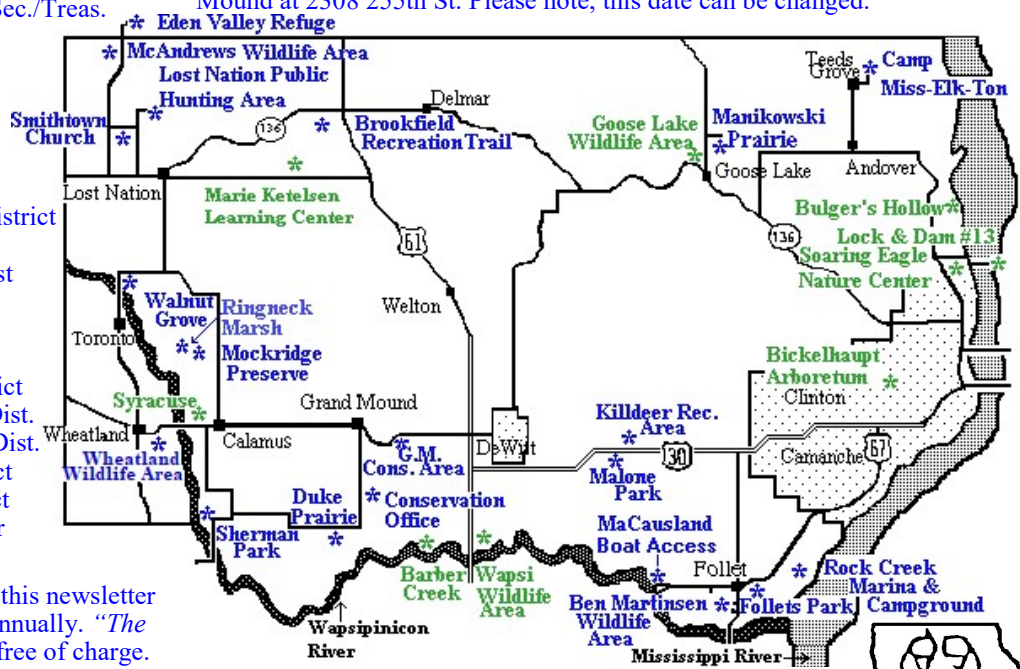 Sec./Treas.
Mound at 2308 255th St. Please note, this date can be changed.
Eden Valley Refuge
McAndrews Wildlife Area
Lost Nation Public
Hunting Area
Smithtown
Church
136
Delmar
Brookfield
Recreation Trail
Teeds
Grove
Camp
Miss-Elk-Ton
Goose Lake
Wildlife Area
Manikowski
Prairie
Goose Lake
Andover
Lost Nation
Marie Ketelsen
Learning Center
istrict
Bulger's Hollow
Lock & Dam #13
136
Soaring Eagle
Nature Center
61
st
Walnut
Grove
Ringneck
Marsh
Welton
Toronto
Mockridge
Preserve
Bickelhaupt
Arboretum
Clinton
ict
Dist.
Dist.
ct
ct
r
Syracuse
Grand Mound
Wheatland
Calamus
Wheatland
Wildlife Area
G.M.
Cons. Area
DeWitt
Killdeer Rec.
Area
30
Malone
Park
Camanche
67
Duke
Prairie
Conservation
Office
Sherman
Park
MaCausland
Boat Access
Barber
Creek
Wapsi
Wildlife
Area
Follet
Rock Creek
Marina &
Campground
Ben Martinsen
Wildlife
Area
Follets Park
Wapsipinicon
River
Mississippi River
this newsletter
nnually. “The
free of charge.